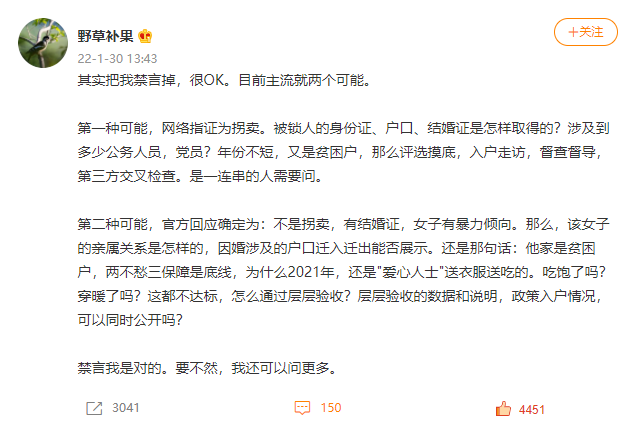 野草补果
+关注
22-1-30 13:43
其实把我禁言掉，很OK。目前主流就两个可能。
第一种可能，网络指证为拐卖。被锁人的身份证、户口、结婚证是怎样取得的？涉及到
多少公务人员，党员？年份不短，又是贫困户，那么评选摸底，入户走访，督查督导，
第三方交叉检查。是一连串的人需要问。
第二种可能，官方回应确定为：不是拐卖，有结婚证，女子有暴力倾向。那么，该女子
的亲属关系是怎样的，因婚涉及的户口迁入迁出能否展示。还是那句话：他家是贫困
户，两不愁三保障是底线，为什么2021年，还是"爱心人士"送衣服送吃的。吃饱了吗？
穿暖了吗？这都不达标，怎么通过层层验收？层层验收的数据和说明，政策入户情况，
可以同时公开吗？
禁言我是对的。要不然，我还可以问更多。
3041
150
4451